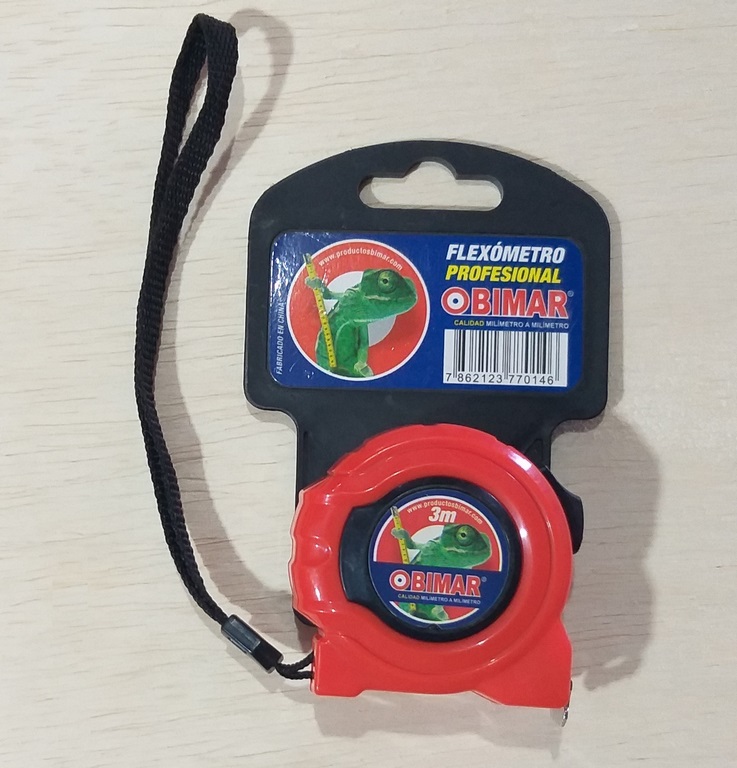 www.productosbimar.com
FLEXÓMETRO
PROFESIONAL
BIMAR®
CALIDAD MILÍMETRO A MILÍMETRO
FABRICADO EN CHINA
7 862123 770146
www.productosbimar.com
3m
BIMAR®
CALIDAD MILÍMETRO A MILÍMETRO